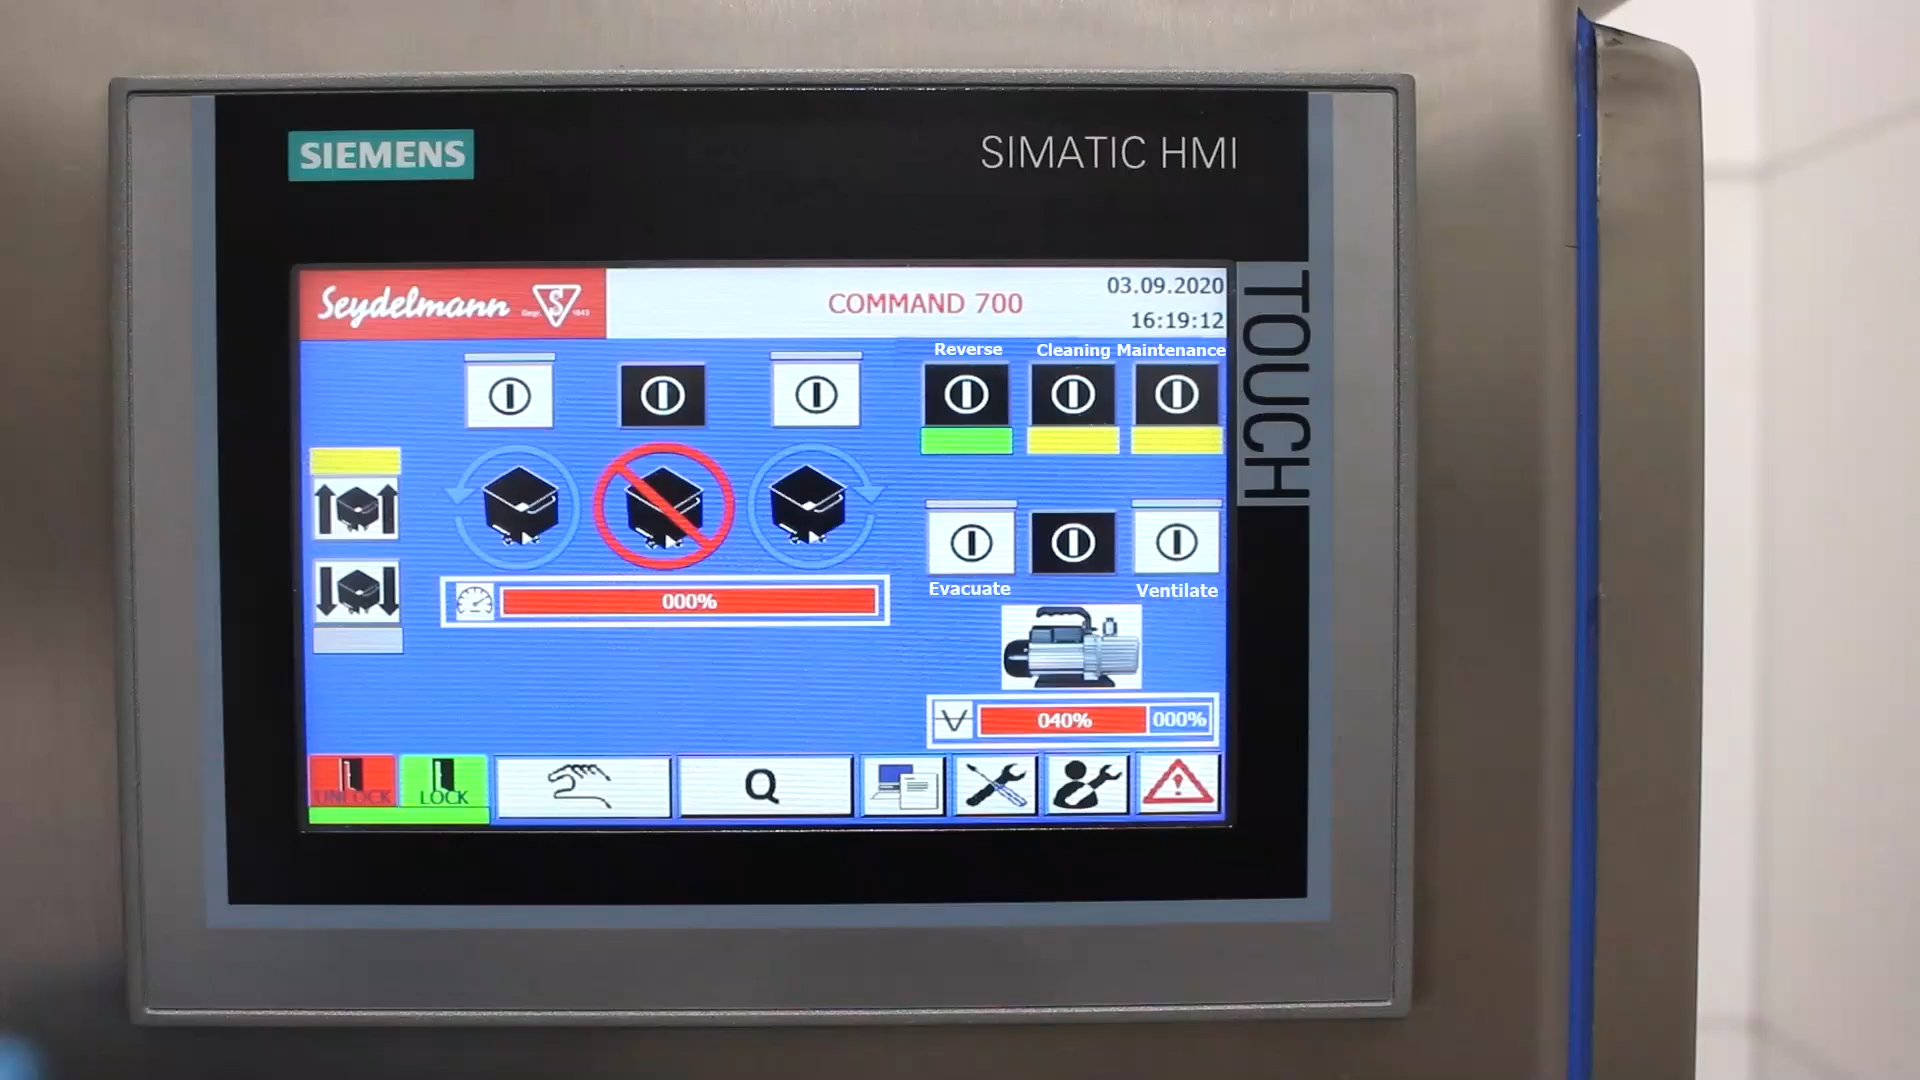 SIEMENS
SIMATIC HMI
TOUCH
Seydelmann
COMMAND 700
03.09.2020
16:19:12
Reverse
Cleaning
Maintenance
000%
Evacuate
Ventilate
040%
000%
UNLOCK
LOCK
Q